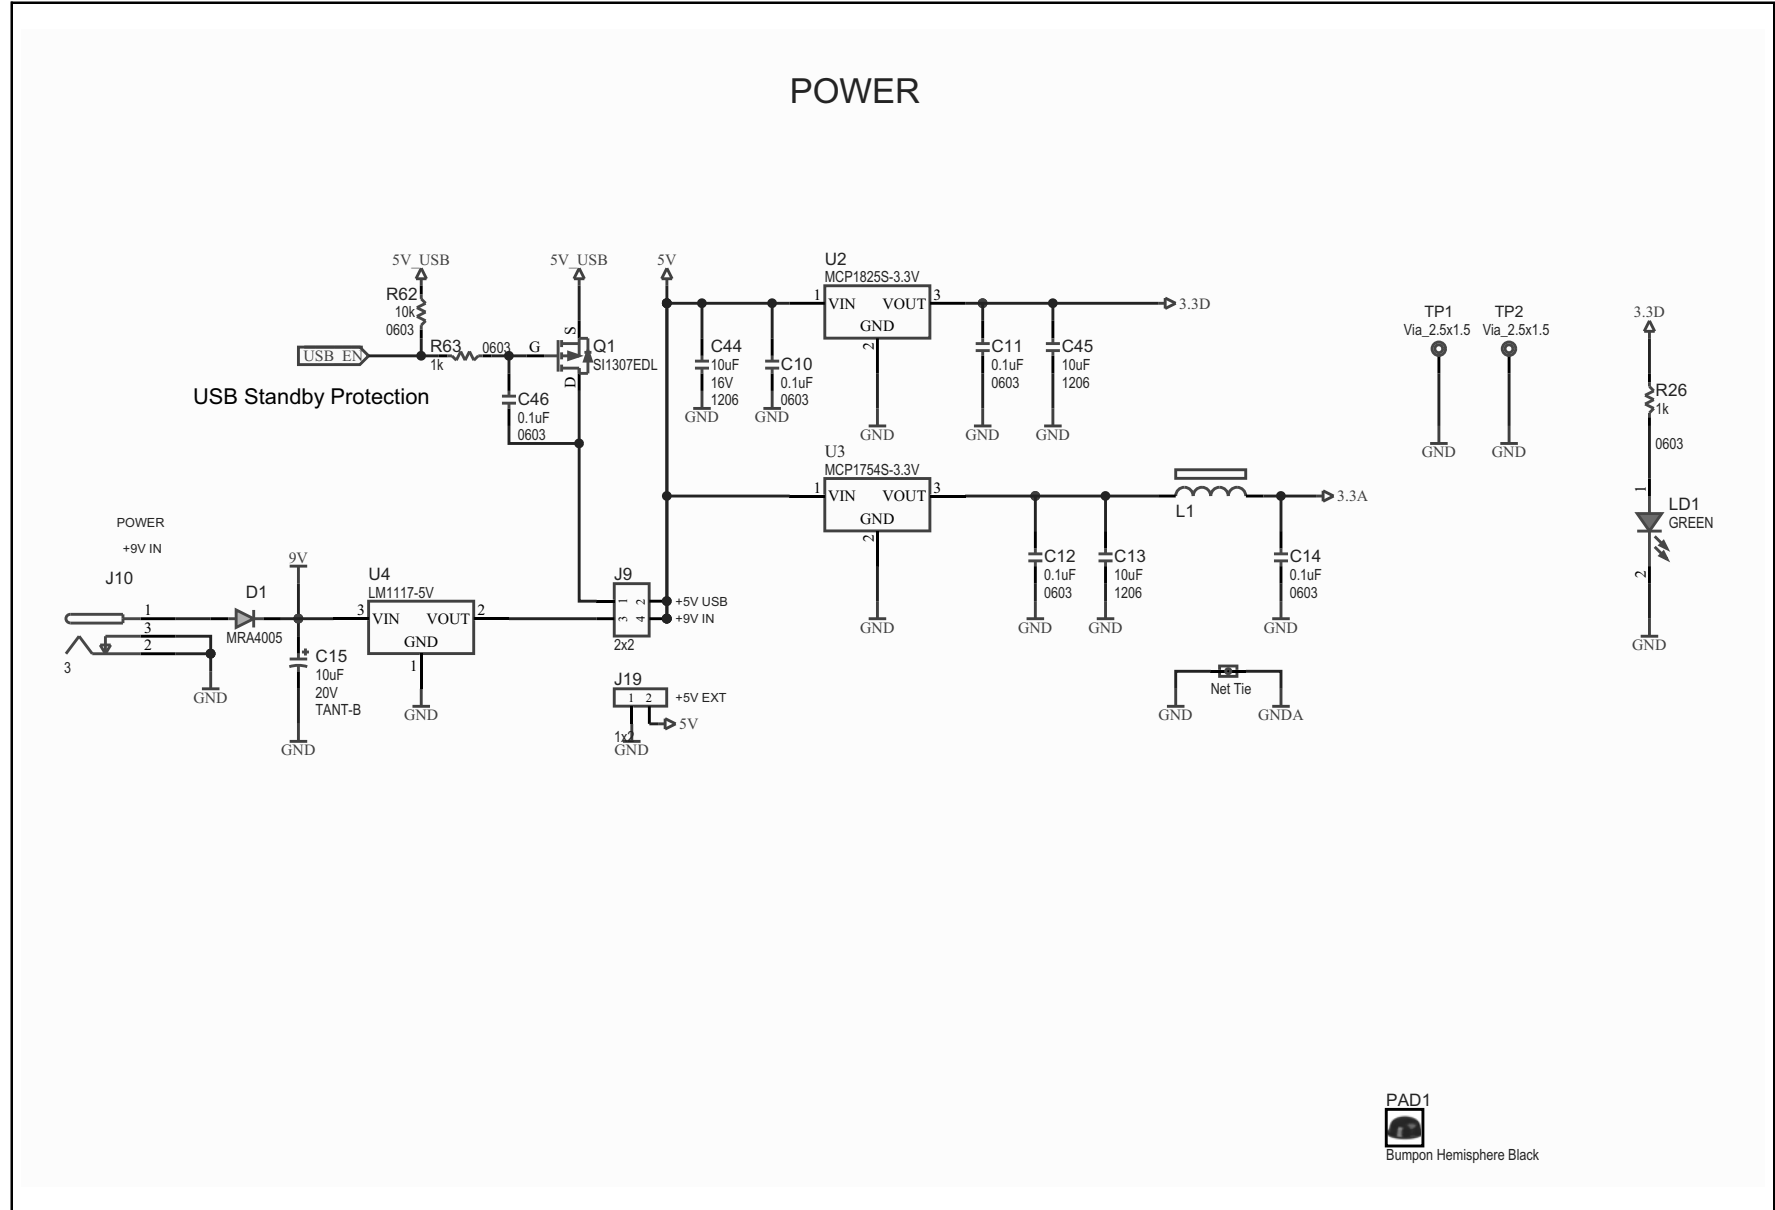 POWER
5V_USB
R62
10k
0603
USB_EN
R63
1k
0603
USB Standby Protection
5V_USB
S
G
D
Q1
SI1307EDL
C46
0.1uF
0603
5V
U2
MCP1825S-3.3V
1
VIN
VOUT
3
GND
2
GND
C44
10uF
16V
1206
GND
C10
0.1uF
0603
GND
C11
0.1uF
0603
GND
C45
10uF
1206
GND
3.3D
U3
MCP1754S-3.3V
1
VIN
VOUT
3
GND
2
GND
C12
0.1uF
0603
GND
C13
10uF
1206
GND
L1
3.3A
C14
0.1uF
0603
GND
TP1
Via_2.5x1.5
GND
TP2
Via_2.5x1.5
GND
3.3D
R26
1k
0603
1
LD1
GREEN
2
GND
POWER
+9V IN
J10
1
3
2
3
GND
D1
MRA4005
9V
C15
+
10uF
20V
TANT-B
GND
U4
LM1117-5V
3
VIN
VOUT
2
GND
1
GND
J9
1 2
3 4
2x2
+5V USB
+9V IN
J19
1 2
+5V EXT
5V
1x2
GND
Net Tie
GND
GNDA
PAD1
Bumpon Hemisphere Black